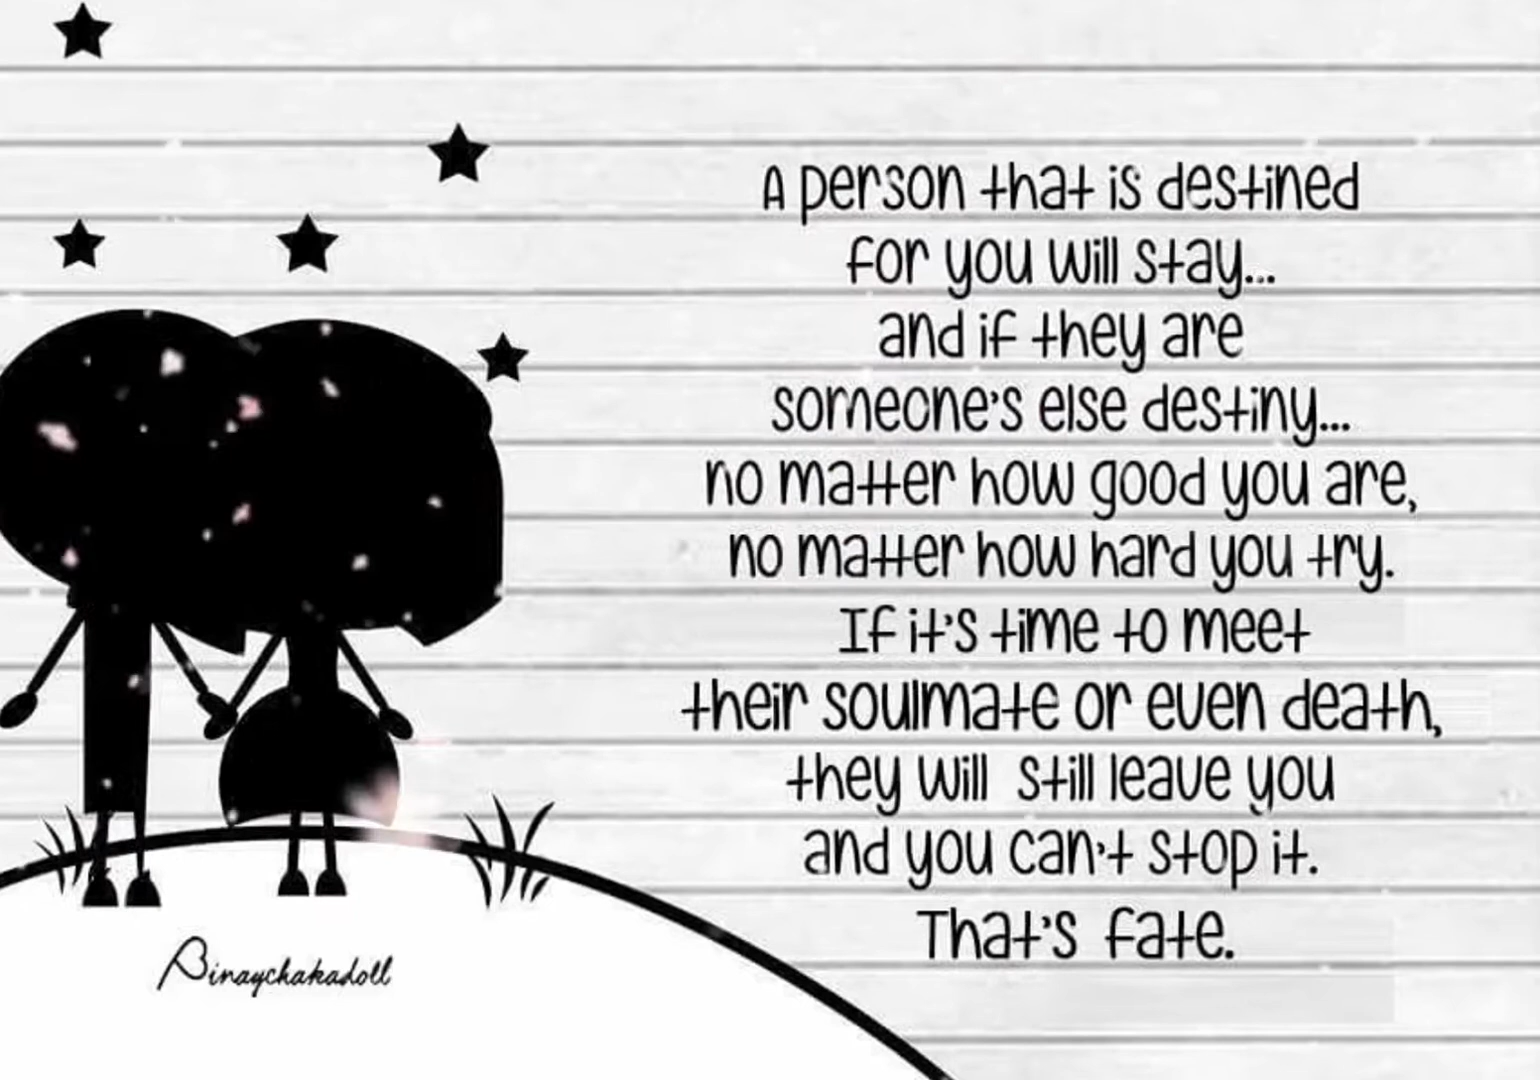 A person that is destined
for you will stay...
and if they are
someone's else destiny...
no matter how good you are,
no matter how hard you try.
If it's time to meet
their soulmate or even death,
they will still leave you
and you can't stop it.
That's fate.
Binaychakadoll